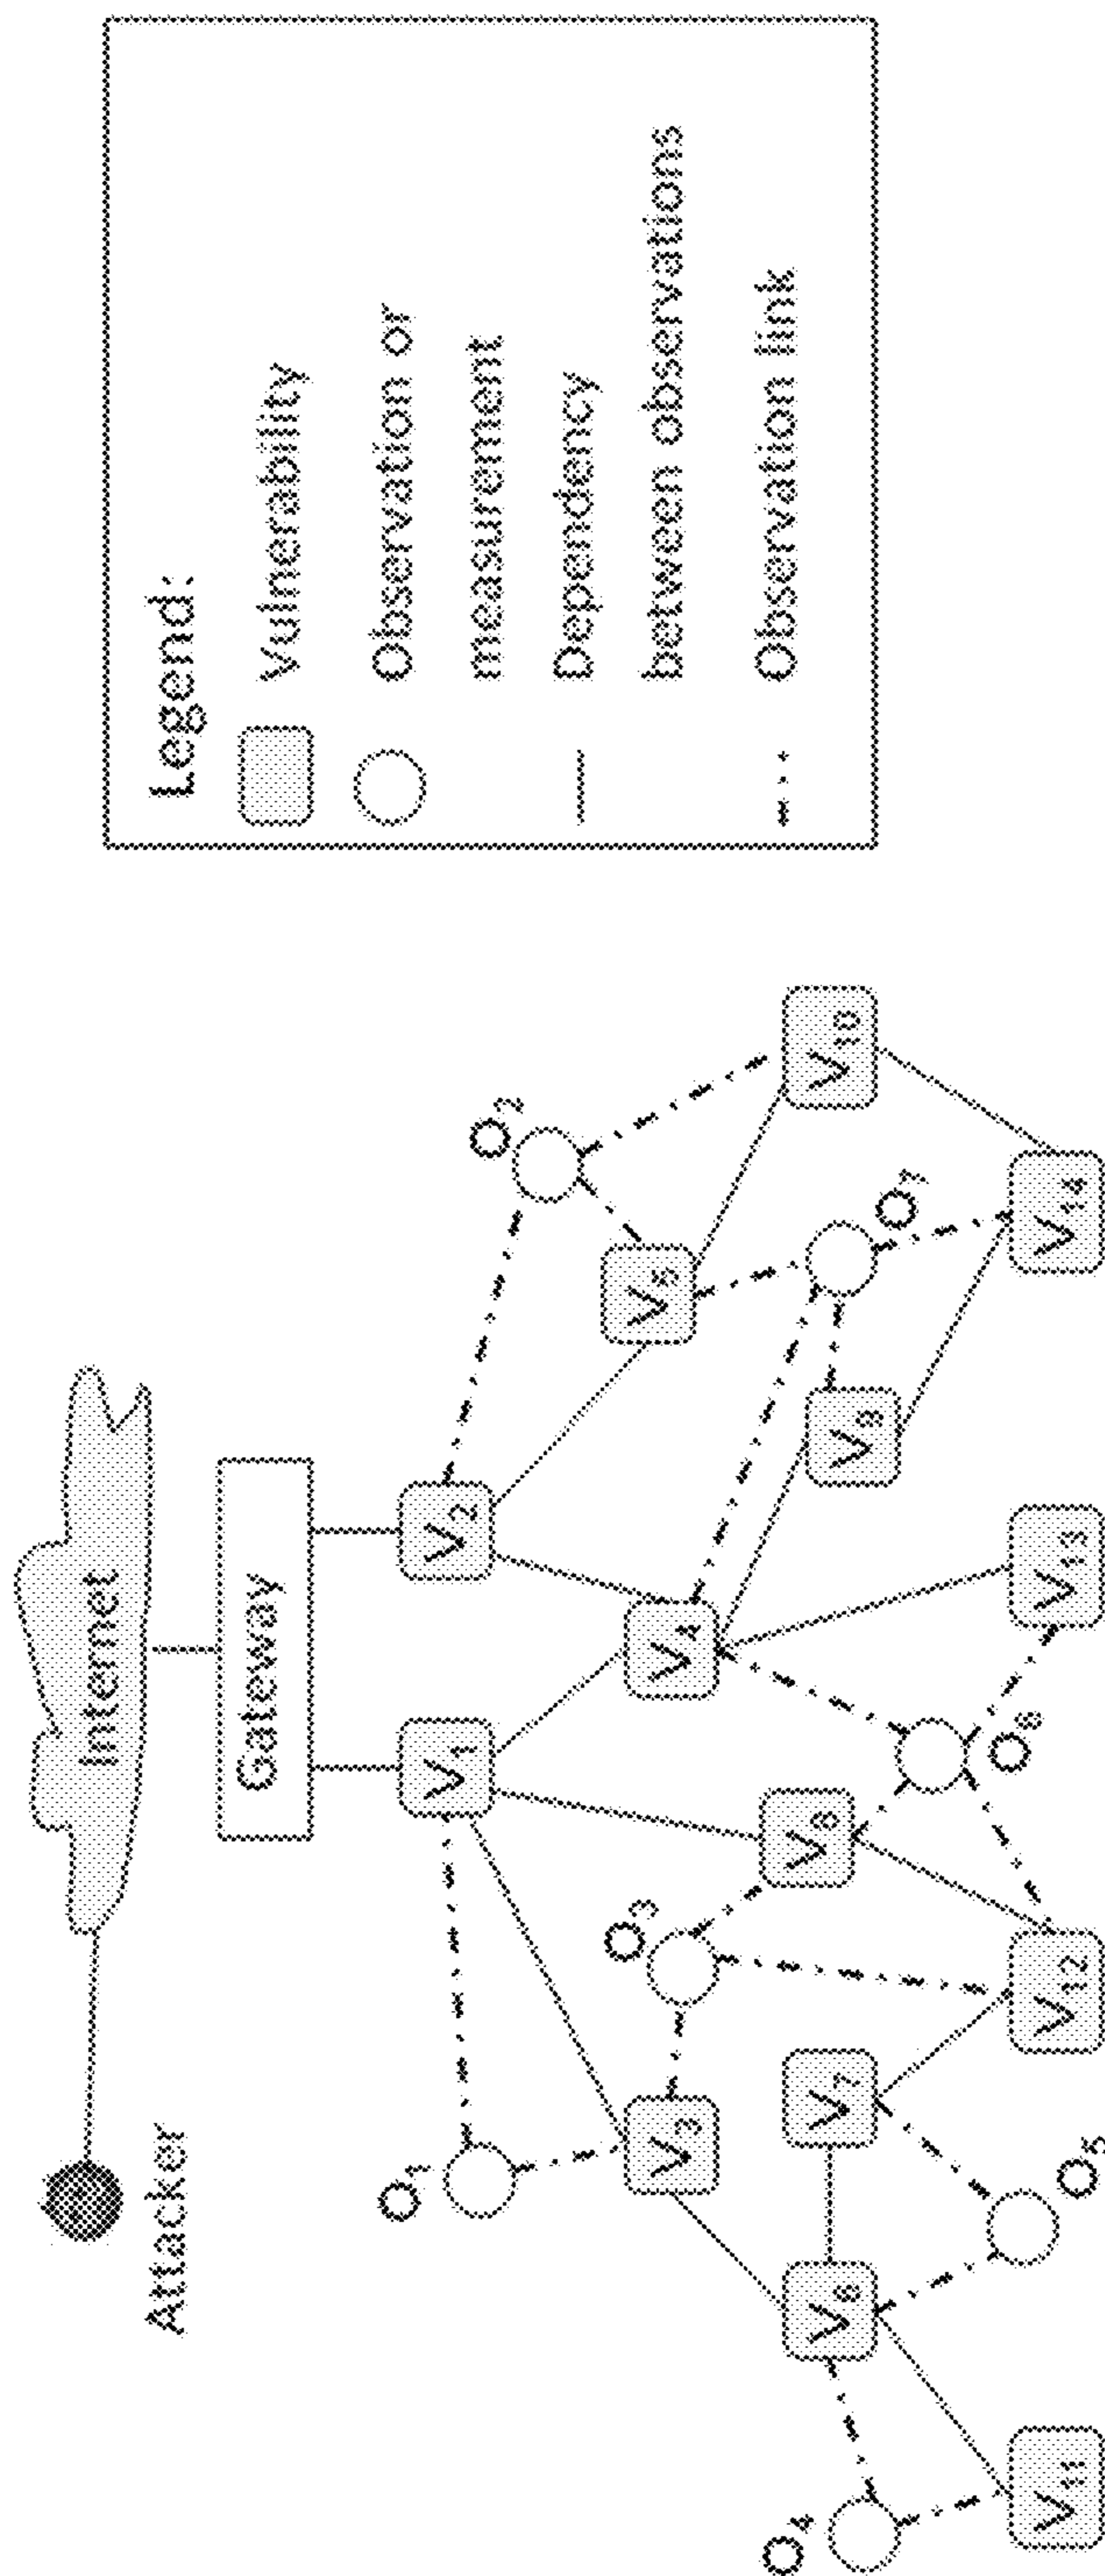 Attacker
Internet
Gateway
V1
V2
O1
O2
V3
O3
V4
V5
V6
V7
V8
V9
V10
O4
O5
O6
O7
V11
V12
V13
V14
Legend:
Vulnerability
Observation or
measurement
Dependency
between observations
Observation link